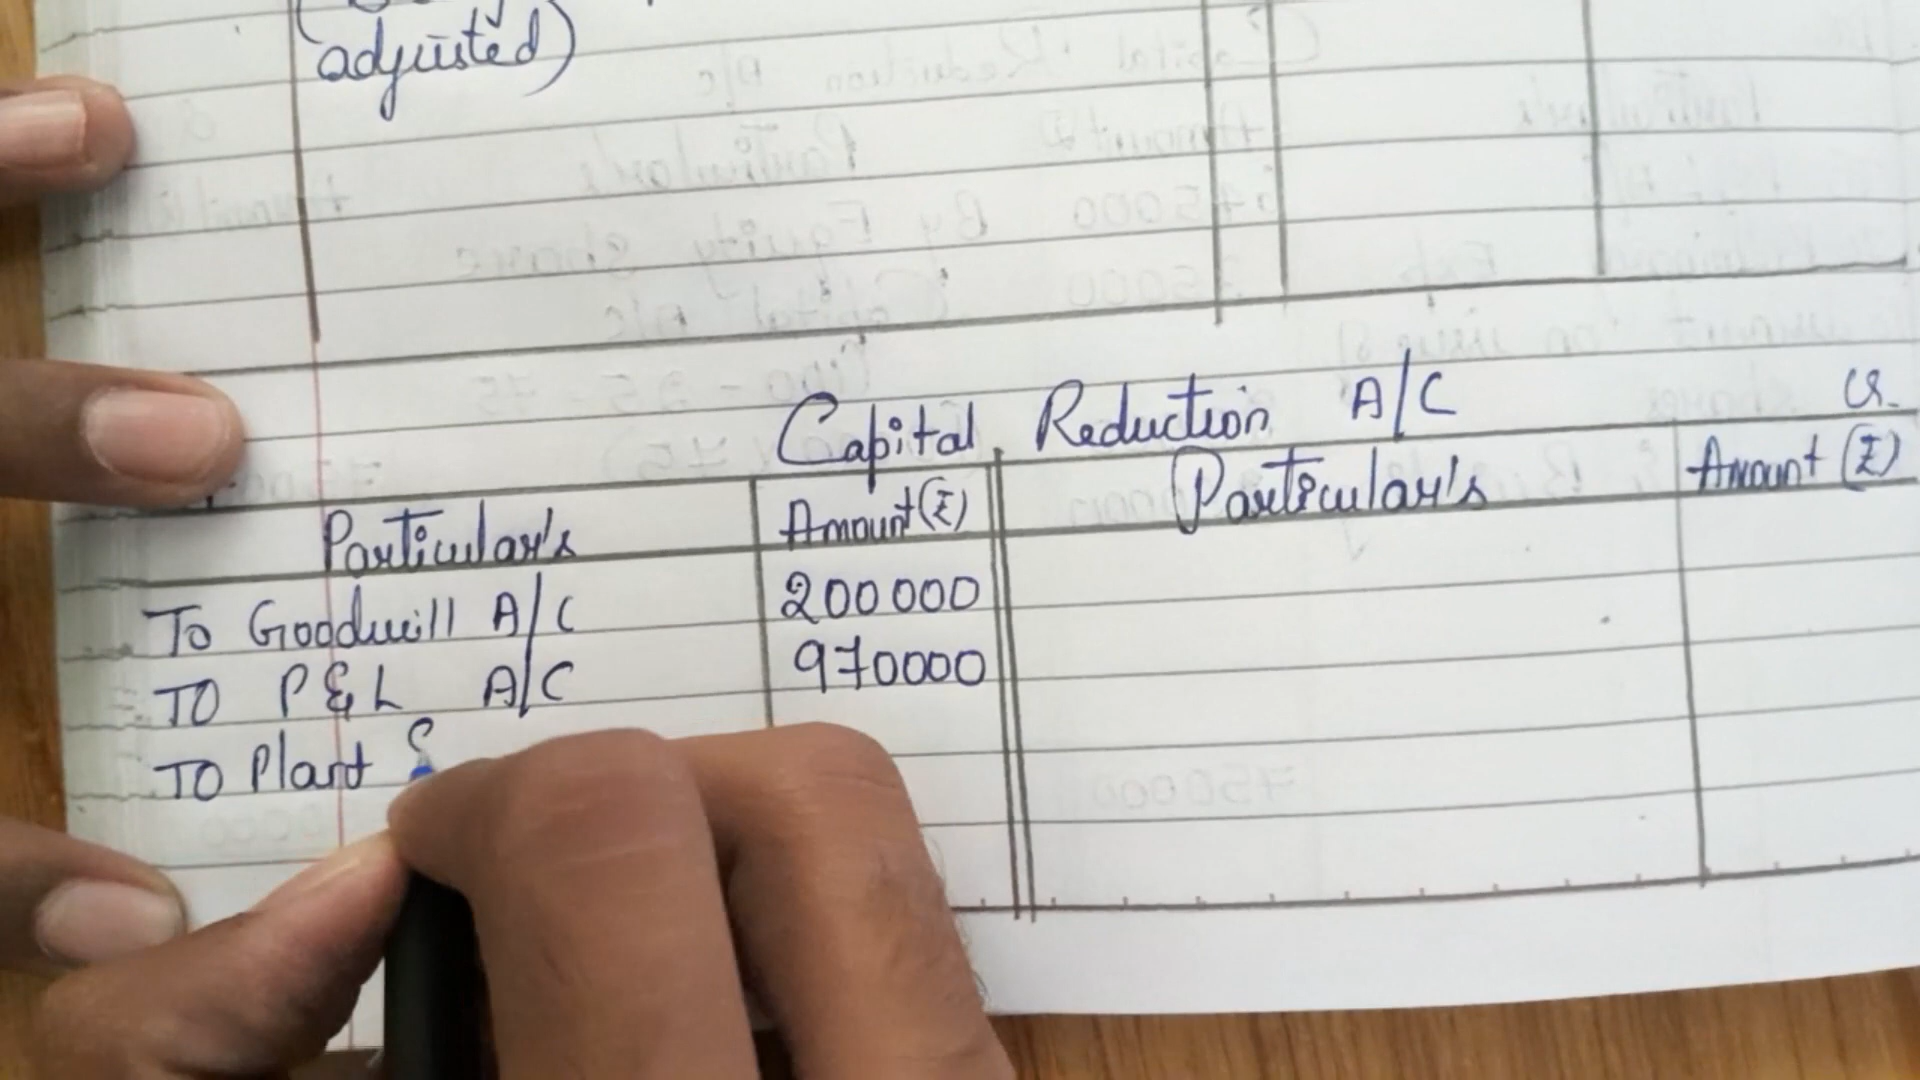 adjusted)
Capital Reduction A/C Cr.
Particular's Amount (₹) Particular's Amount (₹)
To Goodwill A/C 200000
TO P & L A/C 970000
TO Plant